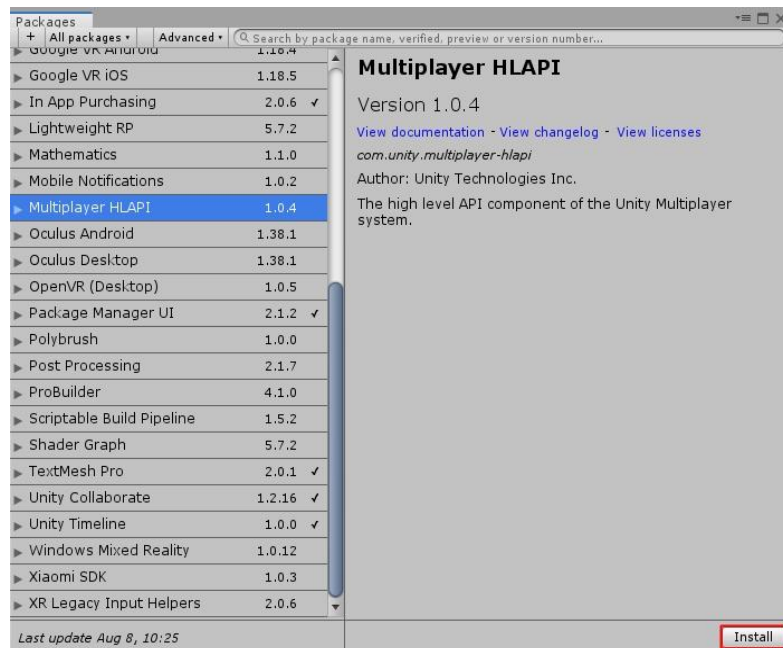 Packages
+ All packages Advanced Search by package name, verified, preview or version number...
Google VR Android 1.18.4
Google VR iOS 1.18.5
In App Purchasing 2.0.6 ✓
Lightweight RP 5.7.2
Mathematics 1.1.0
Mobile Notifications 1.0.2
Multiplayer HLAPI 1.0.4
Oculus Android 1.38.1
Oculus Desktop 1.38.1
OpenVR (Desktop) 1.0.5
Package Manager UI 2.1.2 ✓
Polybrush 1.0.0
Post Processing 2.1.7
ProBuilder 4.1.0
Scriptable Build Pipeline 1.5.2
Shader Graph 5.7.2
TextMesh Pro 2.0.1 ✓
Unity Collaborate 1.2.16 ✓
Unity Timeline 1.0.0 ✓
Windows Mixed Reality 1.0.12
Xiaomi SDK 1.0.3
XR Legacy Input Helpers 2.0.6
Last update Aug 8, 10:25
Multiplayer HLAPI
Version 1.0.4
View documentation - View changelog - View licenses
com.unity.multiplayer-hlapi
Author: Unity Technologies Inc.
The high level API component of the Unity Multiplayer
system.
Install